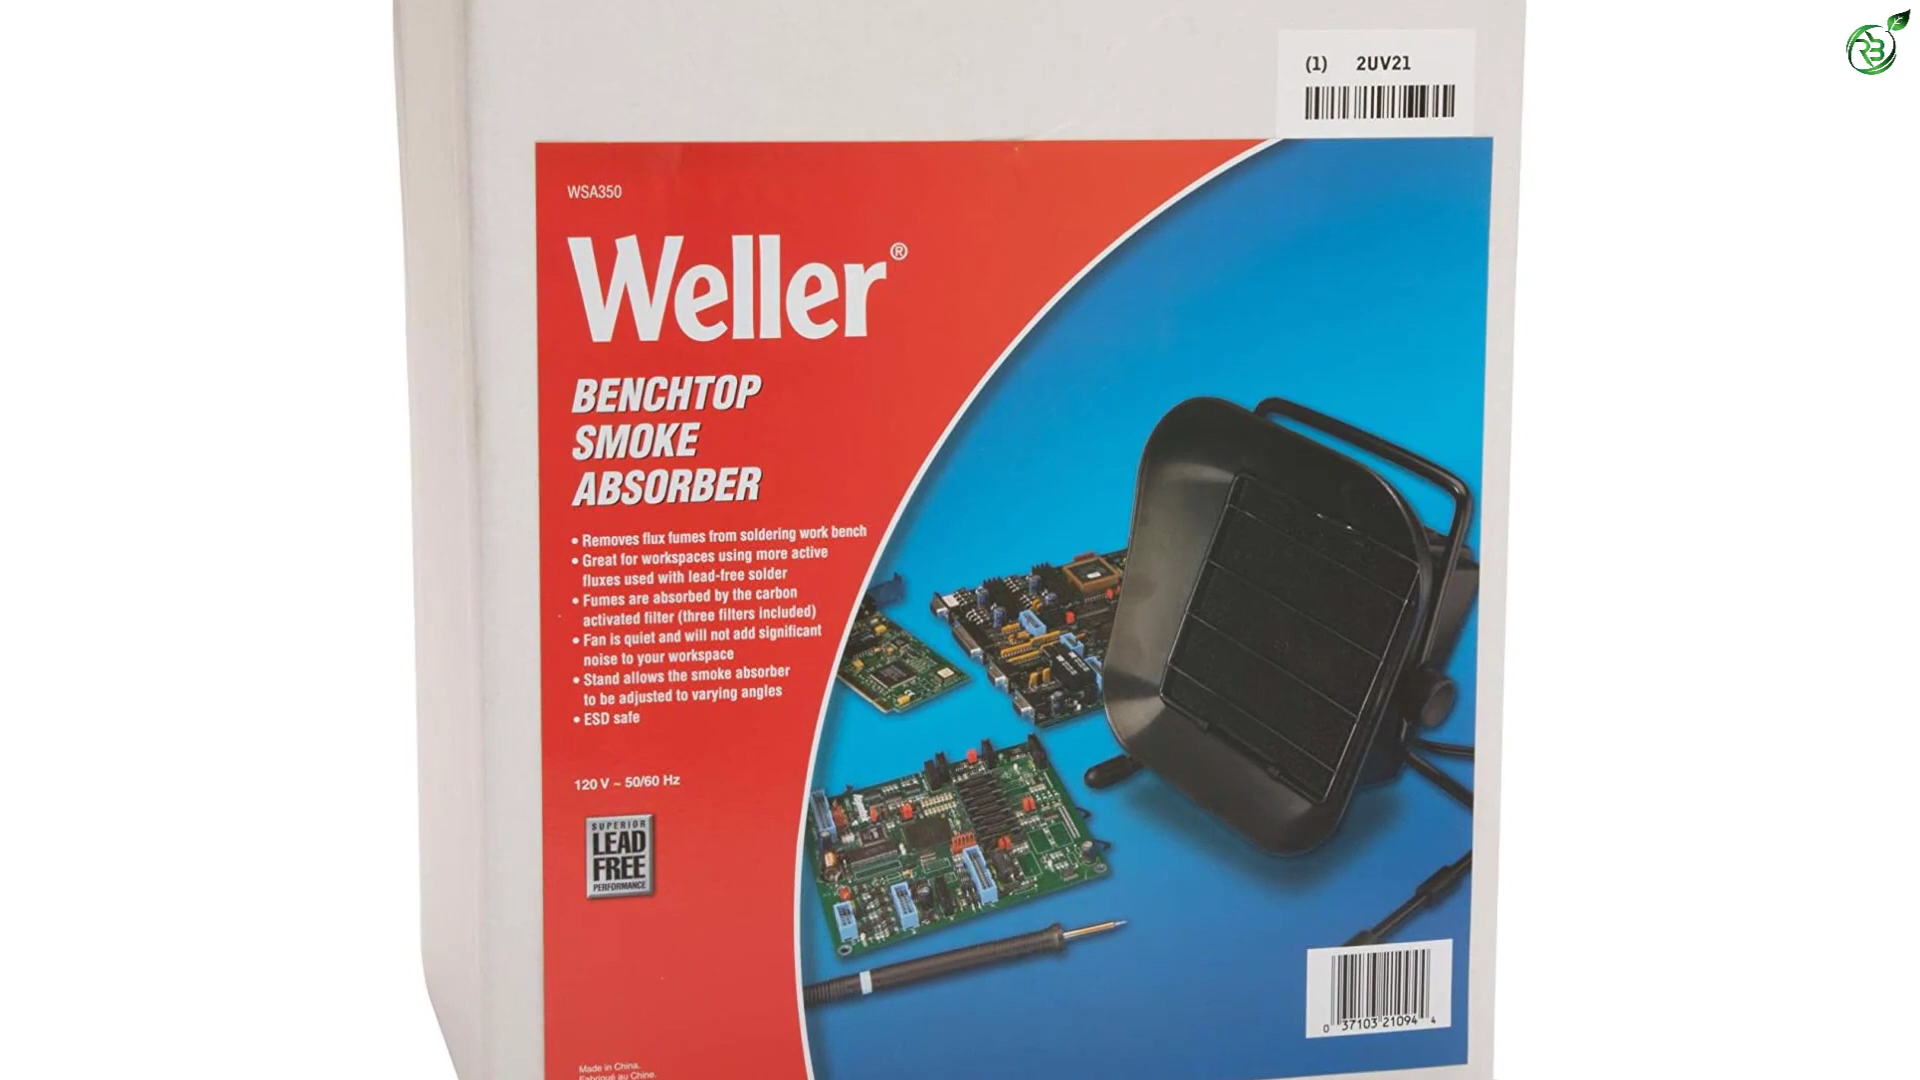 RB
(1) 2UV21
WSA350
Weller®
BENCHTOP
SMOKE
ABSORBER
• Removes flux fumes from soldering work bench
• Great for workspaces using more active
fluxes used with lead-free solder
• Fumes are absorbed by the carbon
activated filter (three filters included)
• Fan is quiet and will not add significant
noise to your workspace
• Stand allows the smoke absorber
to be adjusted to varying angles
• ESD safe
120 V ~ 50/60 Hz
SUPERIOR
LEAD
FREE
PERFORMANCE
0 37103 21094 4
Made in China.
Fabriqué au Chine.